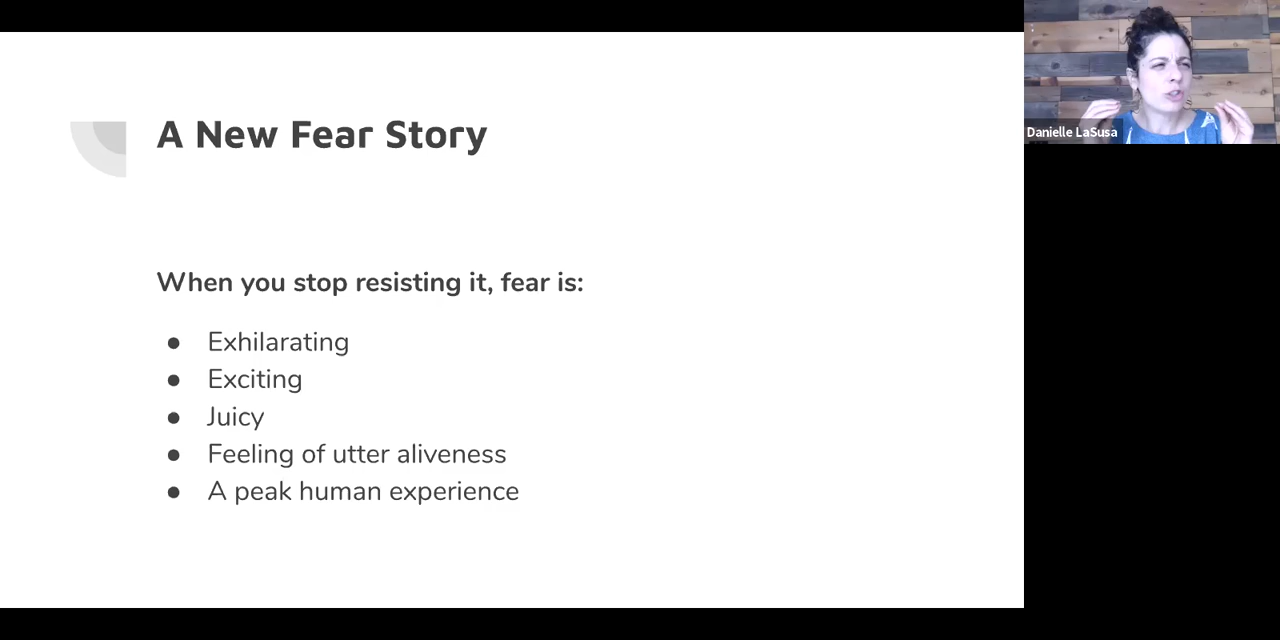 A New Fear Story
When you stop resisting it, fear is:
● Exhilarating
● Exciting
● Juicy
● Feeling of utter aliveness
● A peak human experience
Danielle LaSusa